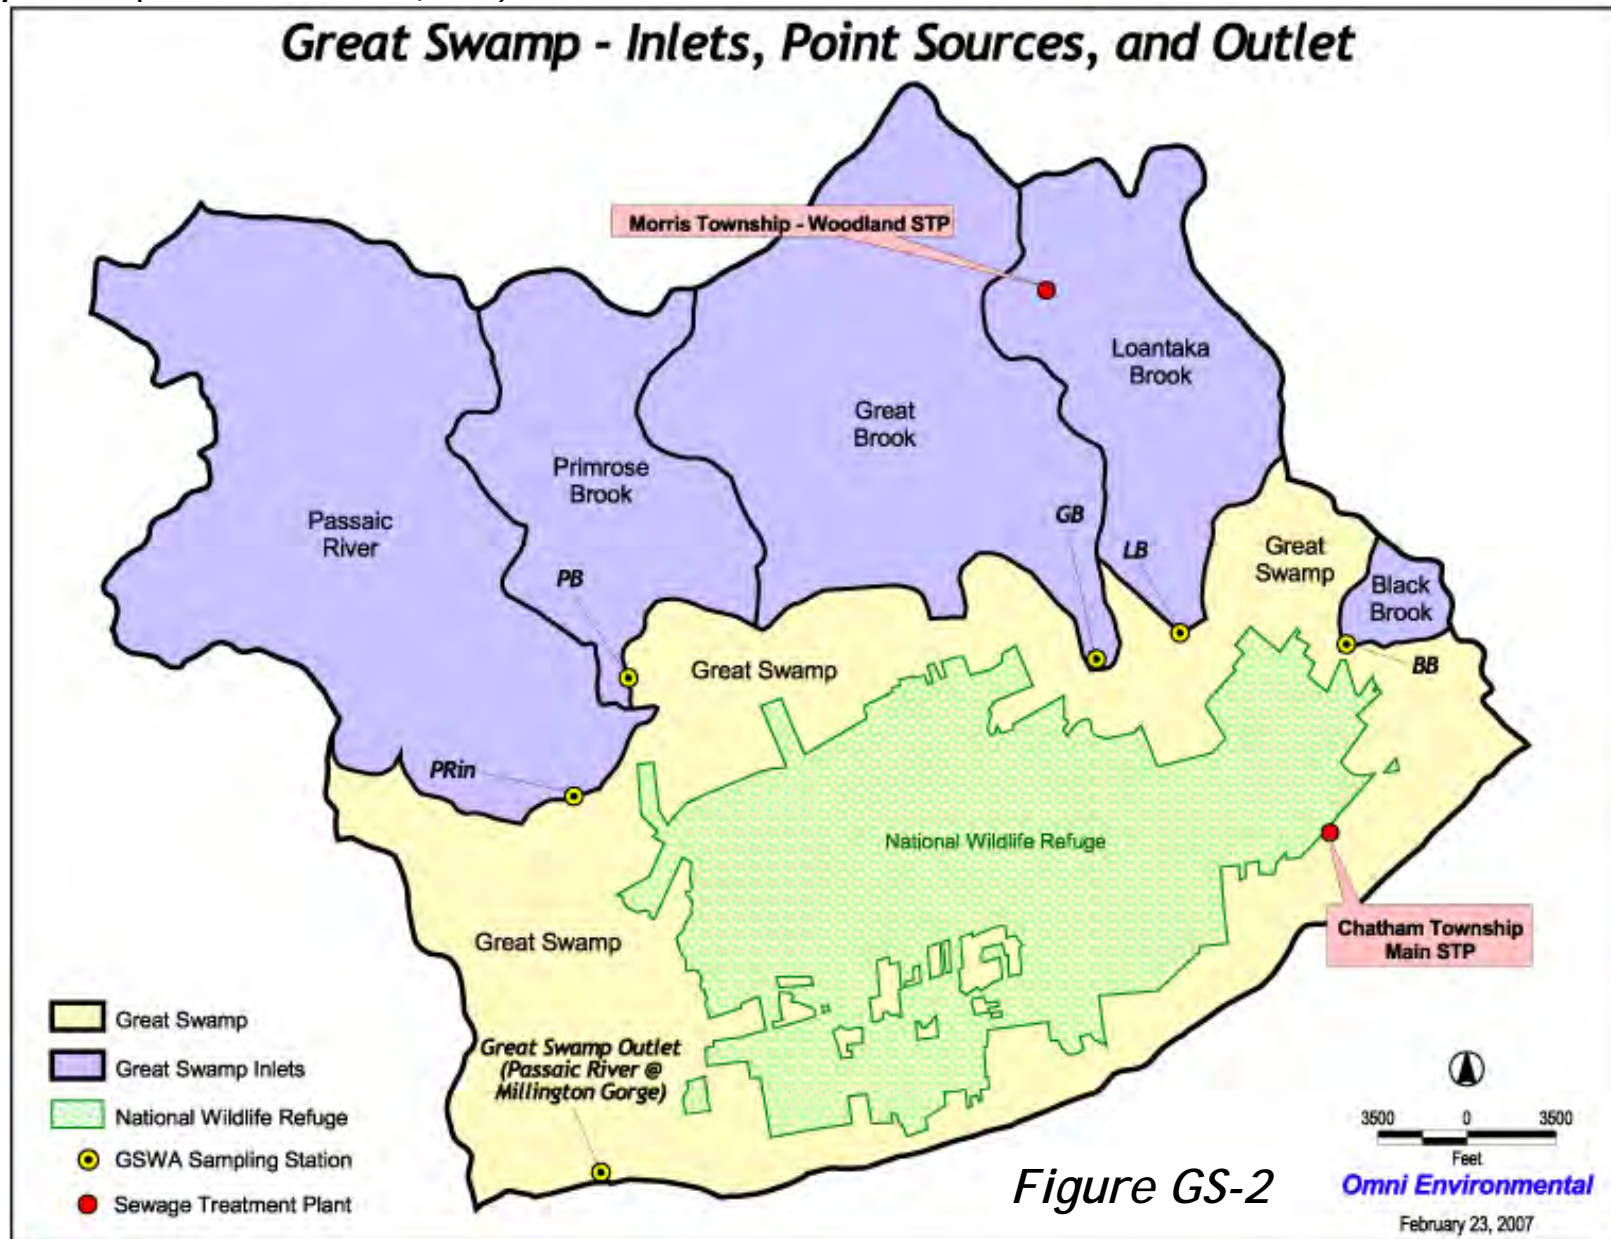 Great Swamp - Inlets, Point Sources, and Outlet
Morris Township - Woodland STP
Loantaka
Brook
Great
Brook
Primrose
Brook
Passaic
River
GB
LB
Great
Swamp
PB
Black
Brook
BB
Great Swamp
PRin
National Wildlife Refuge
Chatham Township
Main STP
Great Swamp
Great Swamp Outlet
(Passaic River @
Millington Gorge)
Great Swamp
Great Swamp Inlets
National Wildlife Refuge
GSWA Sampling Station
Sewage Treatment Plant
3500 0 3500
Feet
Figure GS-2
Omni Environmental
February 23, 2007